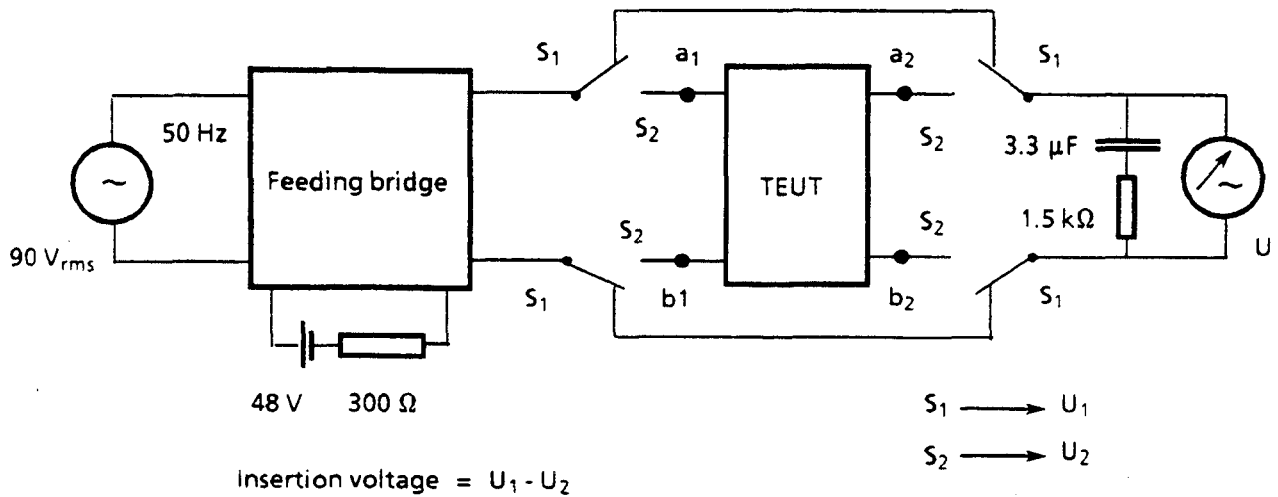 S₁
a₁
a₂
S₁
50 Hz
S₂
S₂
3.3 µF
~
Feeding bridge
TEUT
~
1.5 kΩ
90 Vrms
S₂
S₂
U
S₁
b1
b₂
S₁
48 V
300 Ω
S₁ → U₁
S₂ → U₂
Insertion voltage = U₁ - U₂